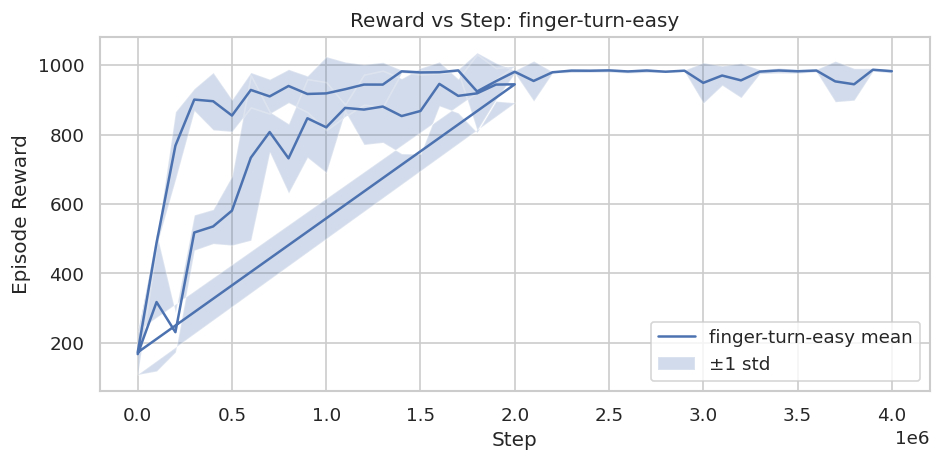 Reward vs Step: finger-turn-easy
Episode Reward
1000
800
600
400
200
finger-turn-easy mean
±1 std
0.0 0.5 1.0 1.5 2.0 2.5 3.0 3.5 4.0
1e6
Step